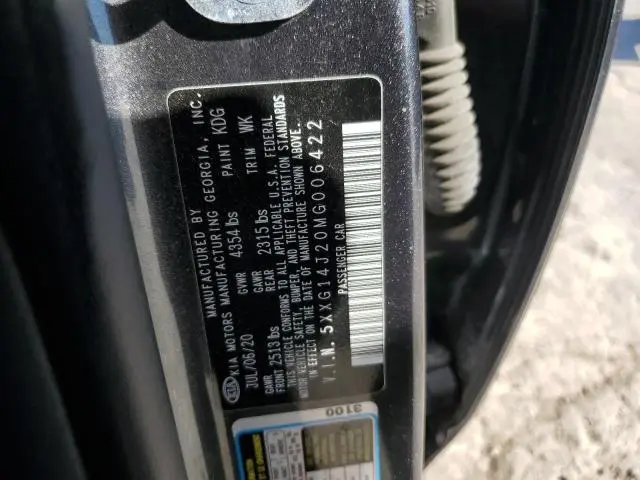 KIA
MANUFACTURED BY
KIA MOTORS MANUFACTURING GEORGIA, INC.
JUL/06/20 GVWR 4354 lbs PAINT KDG
GAWR FRONT 2513 lbs GAWR REAR 2315 lbs TRIM WK
THIS VEHICLE CONFORMS TO ALL APPLICABLE U.S.A. FEDERAL
MOTOR VEHICLE SAFETY, BUMPER, AND THEFT PREVENTION STANDARDS
IN EFFECT ON THE DATE OF MANUFACTURE SHOWN ABOVE.
V.I.N. 5XXG14J20MG006422
PASSENGER CAR
3100